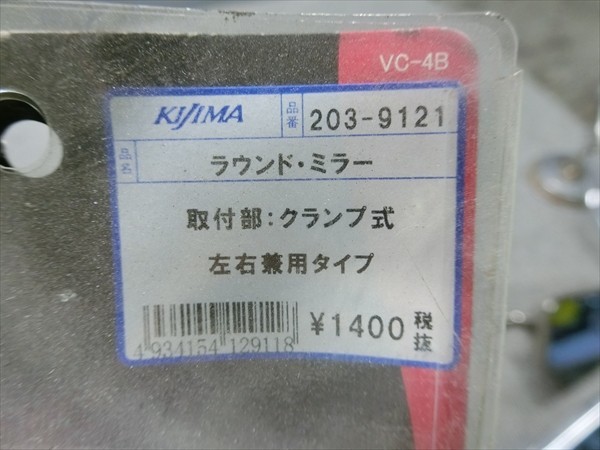 VC-4B
KIJIMA 品番 203-9121
品名 ラウンド・ミラー
取付部：クランプ式
左右兼用タイプ
¥1400 税抜
4 934154 129118